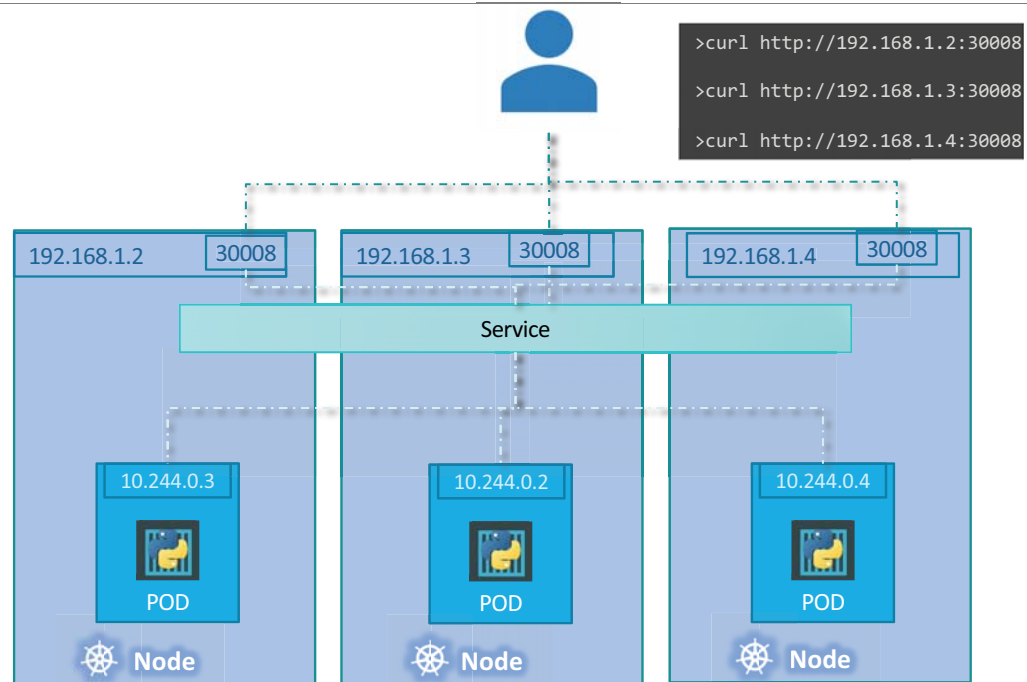 >curl http://192.168.1.2:30008
>curl http://192.168.1.3:30008
>curl http://192.168.1.4:30008
192.168.1.2
30008
192.168.1.3
30008
192.168.1.4
30008
Service
10.244.0.3
10.244.0.2
10.244.0.4
POD
POD
POD
Node
Node
Node